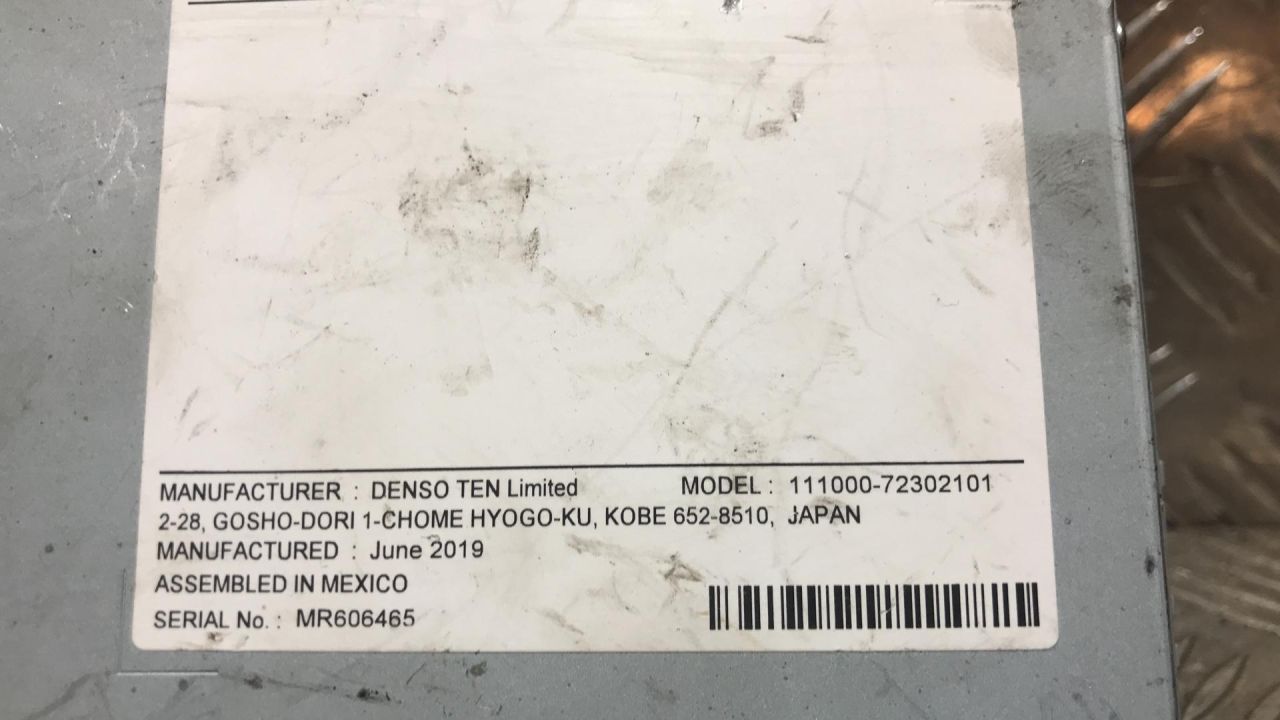 MANUFACTURER : DENSO TEN Limited MODEL : 111000-72302101
2-28, GOSHO-DORI 1-CHOME HYOGO-KU, KOBE 652-8510, JAPAN
MANUFACTURED : June 2019
ASSEMBLED IN MEXICO
SERIAL No. : MR606465